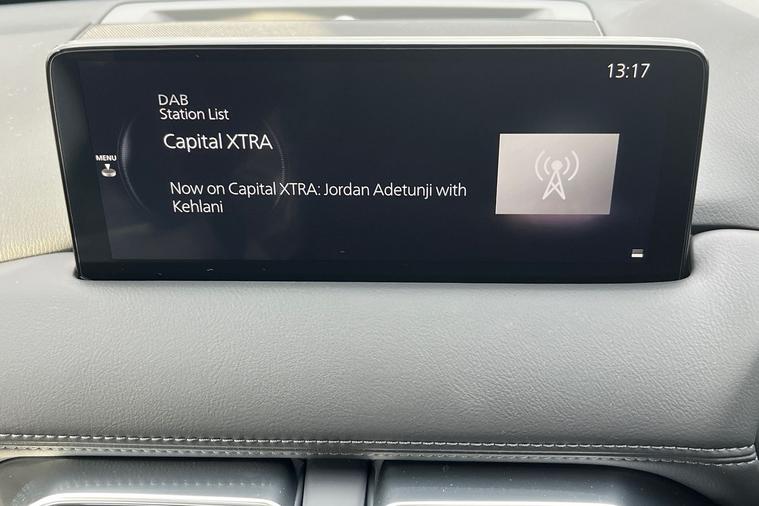 13:17
DAB
Station List
Capital XTRA
MENU
Now on Capital XTRA: Jordan Adetunji with
Kehlani